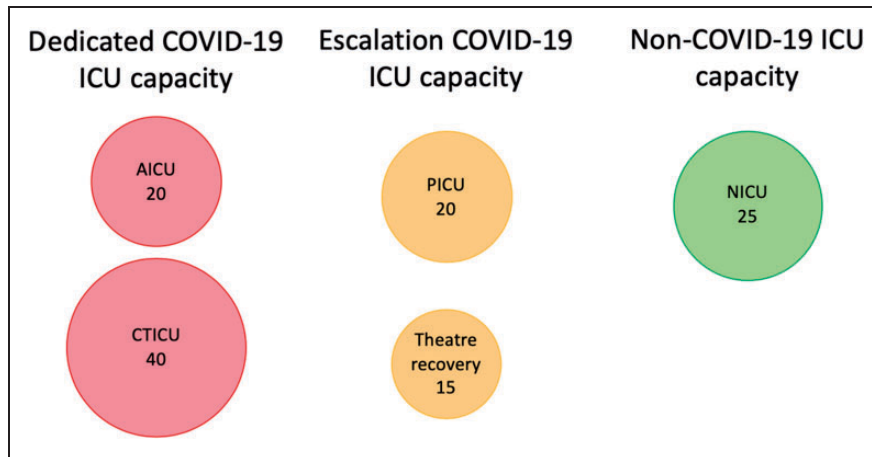 Dedicated COVID-19
ICU capacity
AICU
20
CTICU
40
Escalation COVID-19
ICU capacity
PICU
20
Theatre
recovery
15
Non-COVID-19 ICU
capacity
NICU
25